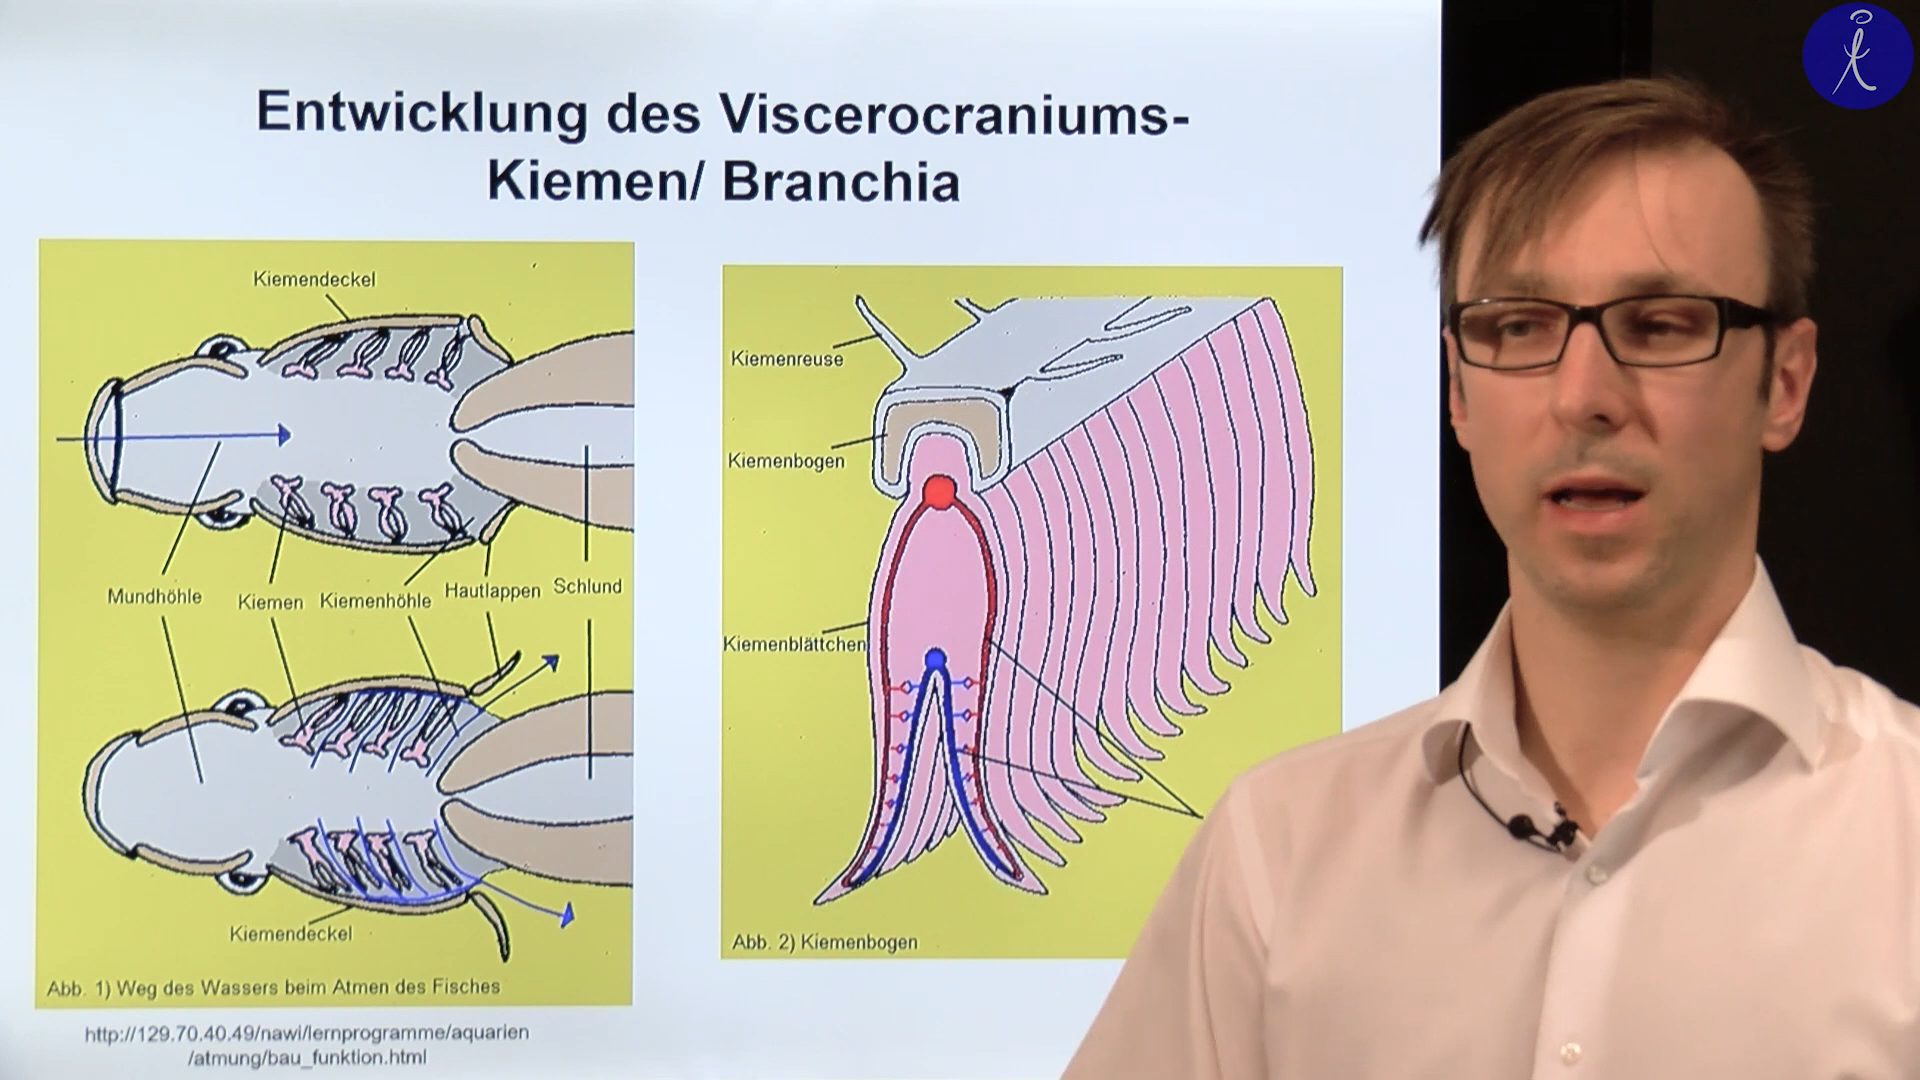 Entwicklung des Viscerocraniums-
Kiemen/ Branchia
Kiemendeckel
Mundhöhle
Kiemen
Kiemenhöhle
Hautlappen
Schlund
Kiemendeckel
Abb. 1) Weg des Wassers beim Atmen des Fisches
http://129.70.40.49/nawi/lernprogramme/aquarien
/atmung/bau_funktion.html
Kiemenreuse
Kiemenbogen
Kiemenblättchen
Abb. 2) Kiemenbogen